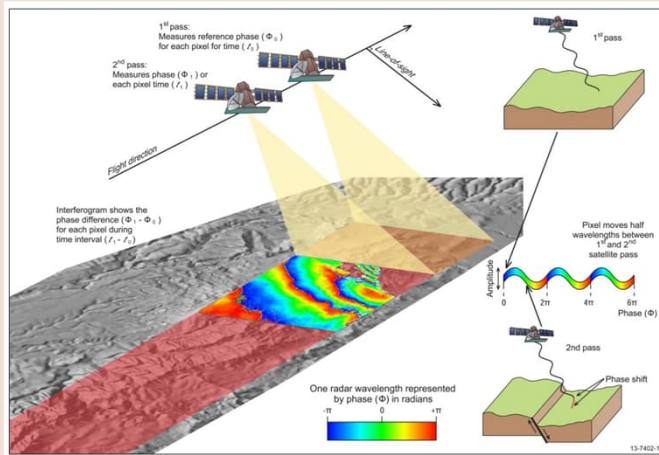 1st pass:
Measures reference phase (Φ0)
for each pixel for time (t0)
2nd pass:
Measures phase (Φ1) or
each pixel time (t1)
Line-of-sight
Flight direction
Interferogram shows the
phase difference (Φ1 - Φ0)
for each pixel during
time interval (t1 - t0)
1st pass
Pixel moves half
wavelengths between
1st and 2nd
satellite pass
Amplitude
0 2π 4π 6π
Phase (Φ)
2nd pass
Phase shift
One radar wavelength represented
by phase (Φ) in radians
-π 0 +π
13-7402-1